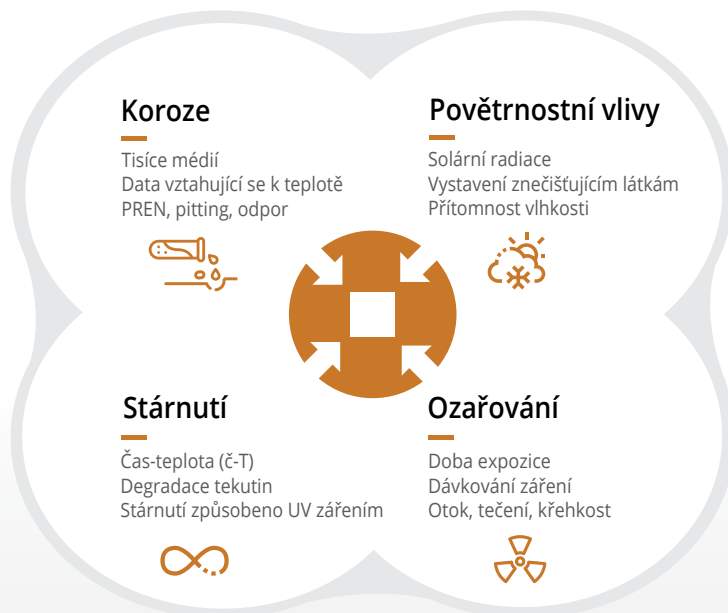 Koroze
Tisíce médií
Data vztahující se k teplotě
PREN, pitting, odpor
Povětrnostní vlivy
Solární radiace
Vystavení znečišťujícím látkám
Přítomnost vlhkosti
Stárnutí
Čas-teplota (č-T)
Degradace tekutin
Stárnutí způsobeno UV zářením
Ozařování
Doba expozice
Dávkování záření
Otok, tečení, křehkost